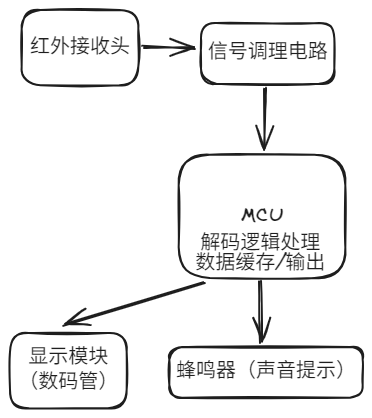 红外接收头
信号调理电路
MCU
解码逻辑处理
数据缓存/输出
显示模块
（数码管）
蜂鸣器（声音提示）